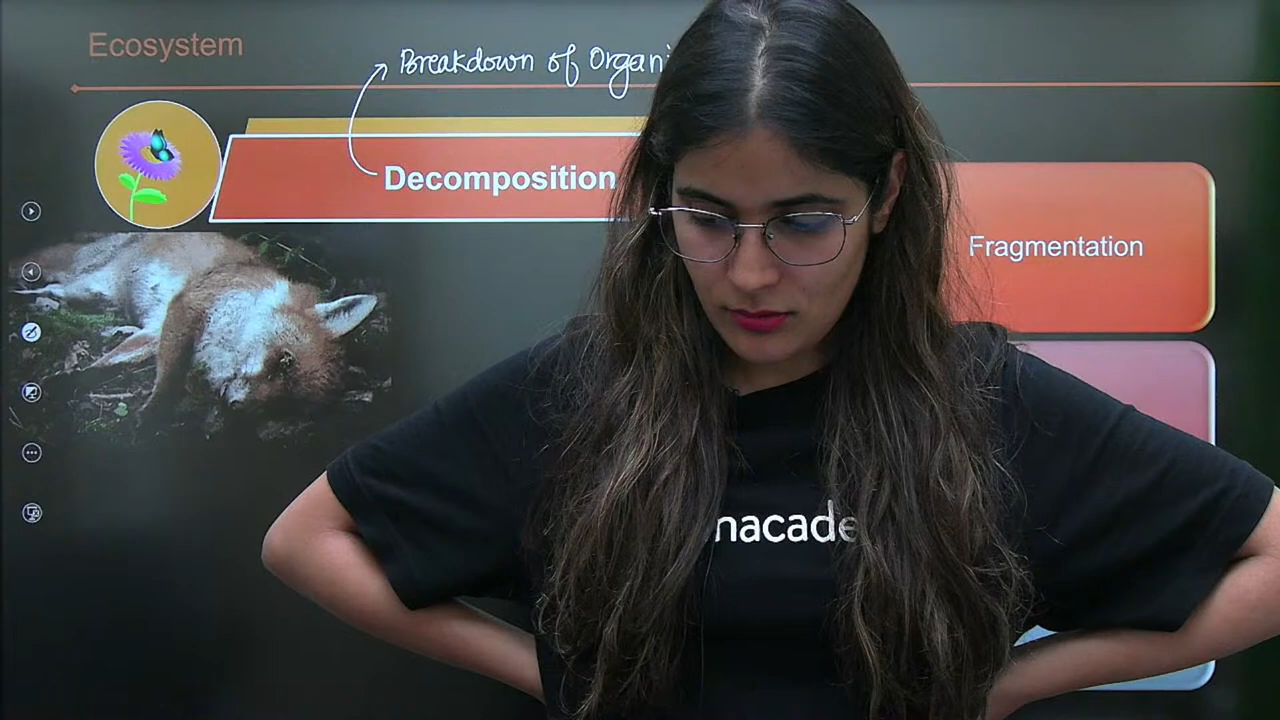 Ecosystem
Breakdown of Organi
Decomposition
Fragmentation
nacade